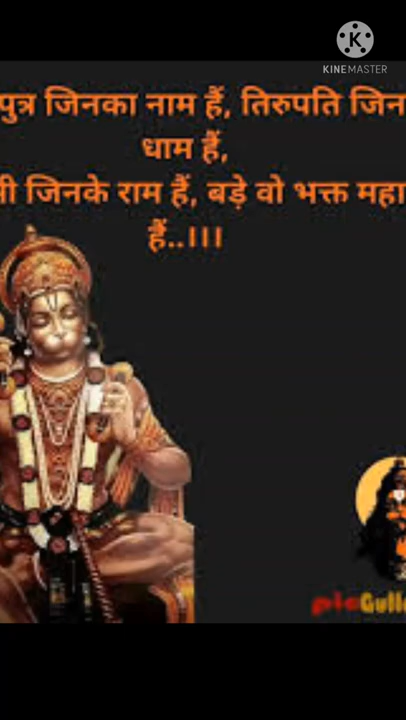 KINEMASTER
पुत्र जिनका नाम हैं, तिरुपति जिन
धाम हैं,
जिनके राम हैं, बड़े वो भक्त महा
हैं..।।।